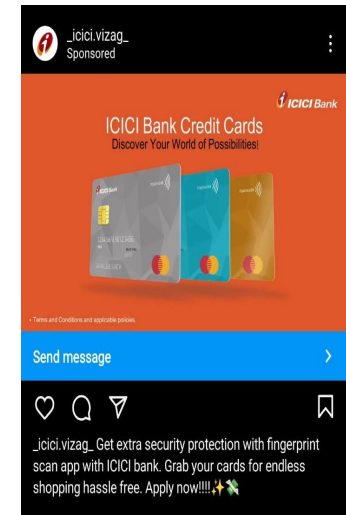 _icici.vizag_
Sponsored
ICICI Bank
ICICI Bank Credit Cards
Discover Your World of Possibilities!
ICICI Bank
Terms and Conditions and applicable policies.
Send message
_icici.vizag_ Get extra security protection with fingerprint
scan app with ICICI bank. Grab your cards for endless
shopping hassle free. Apply now!!!!✨💸